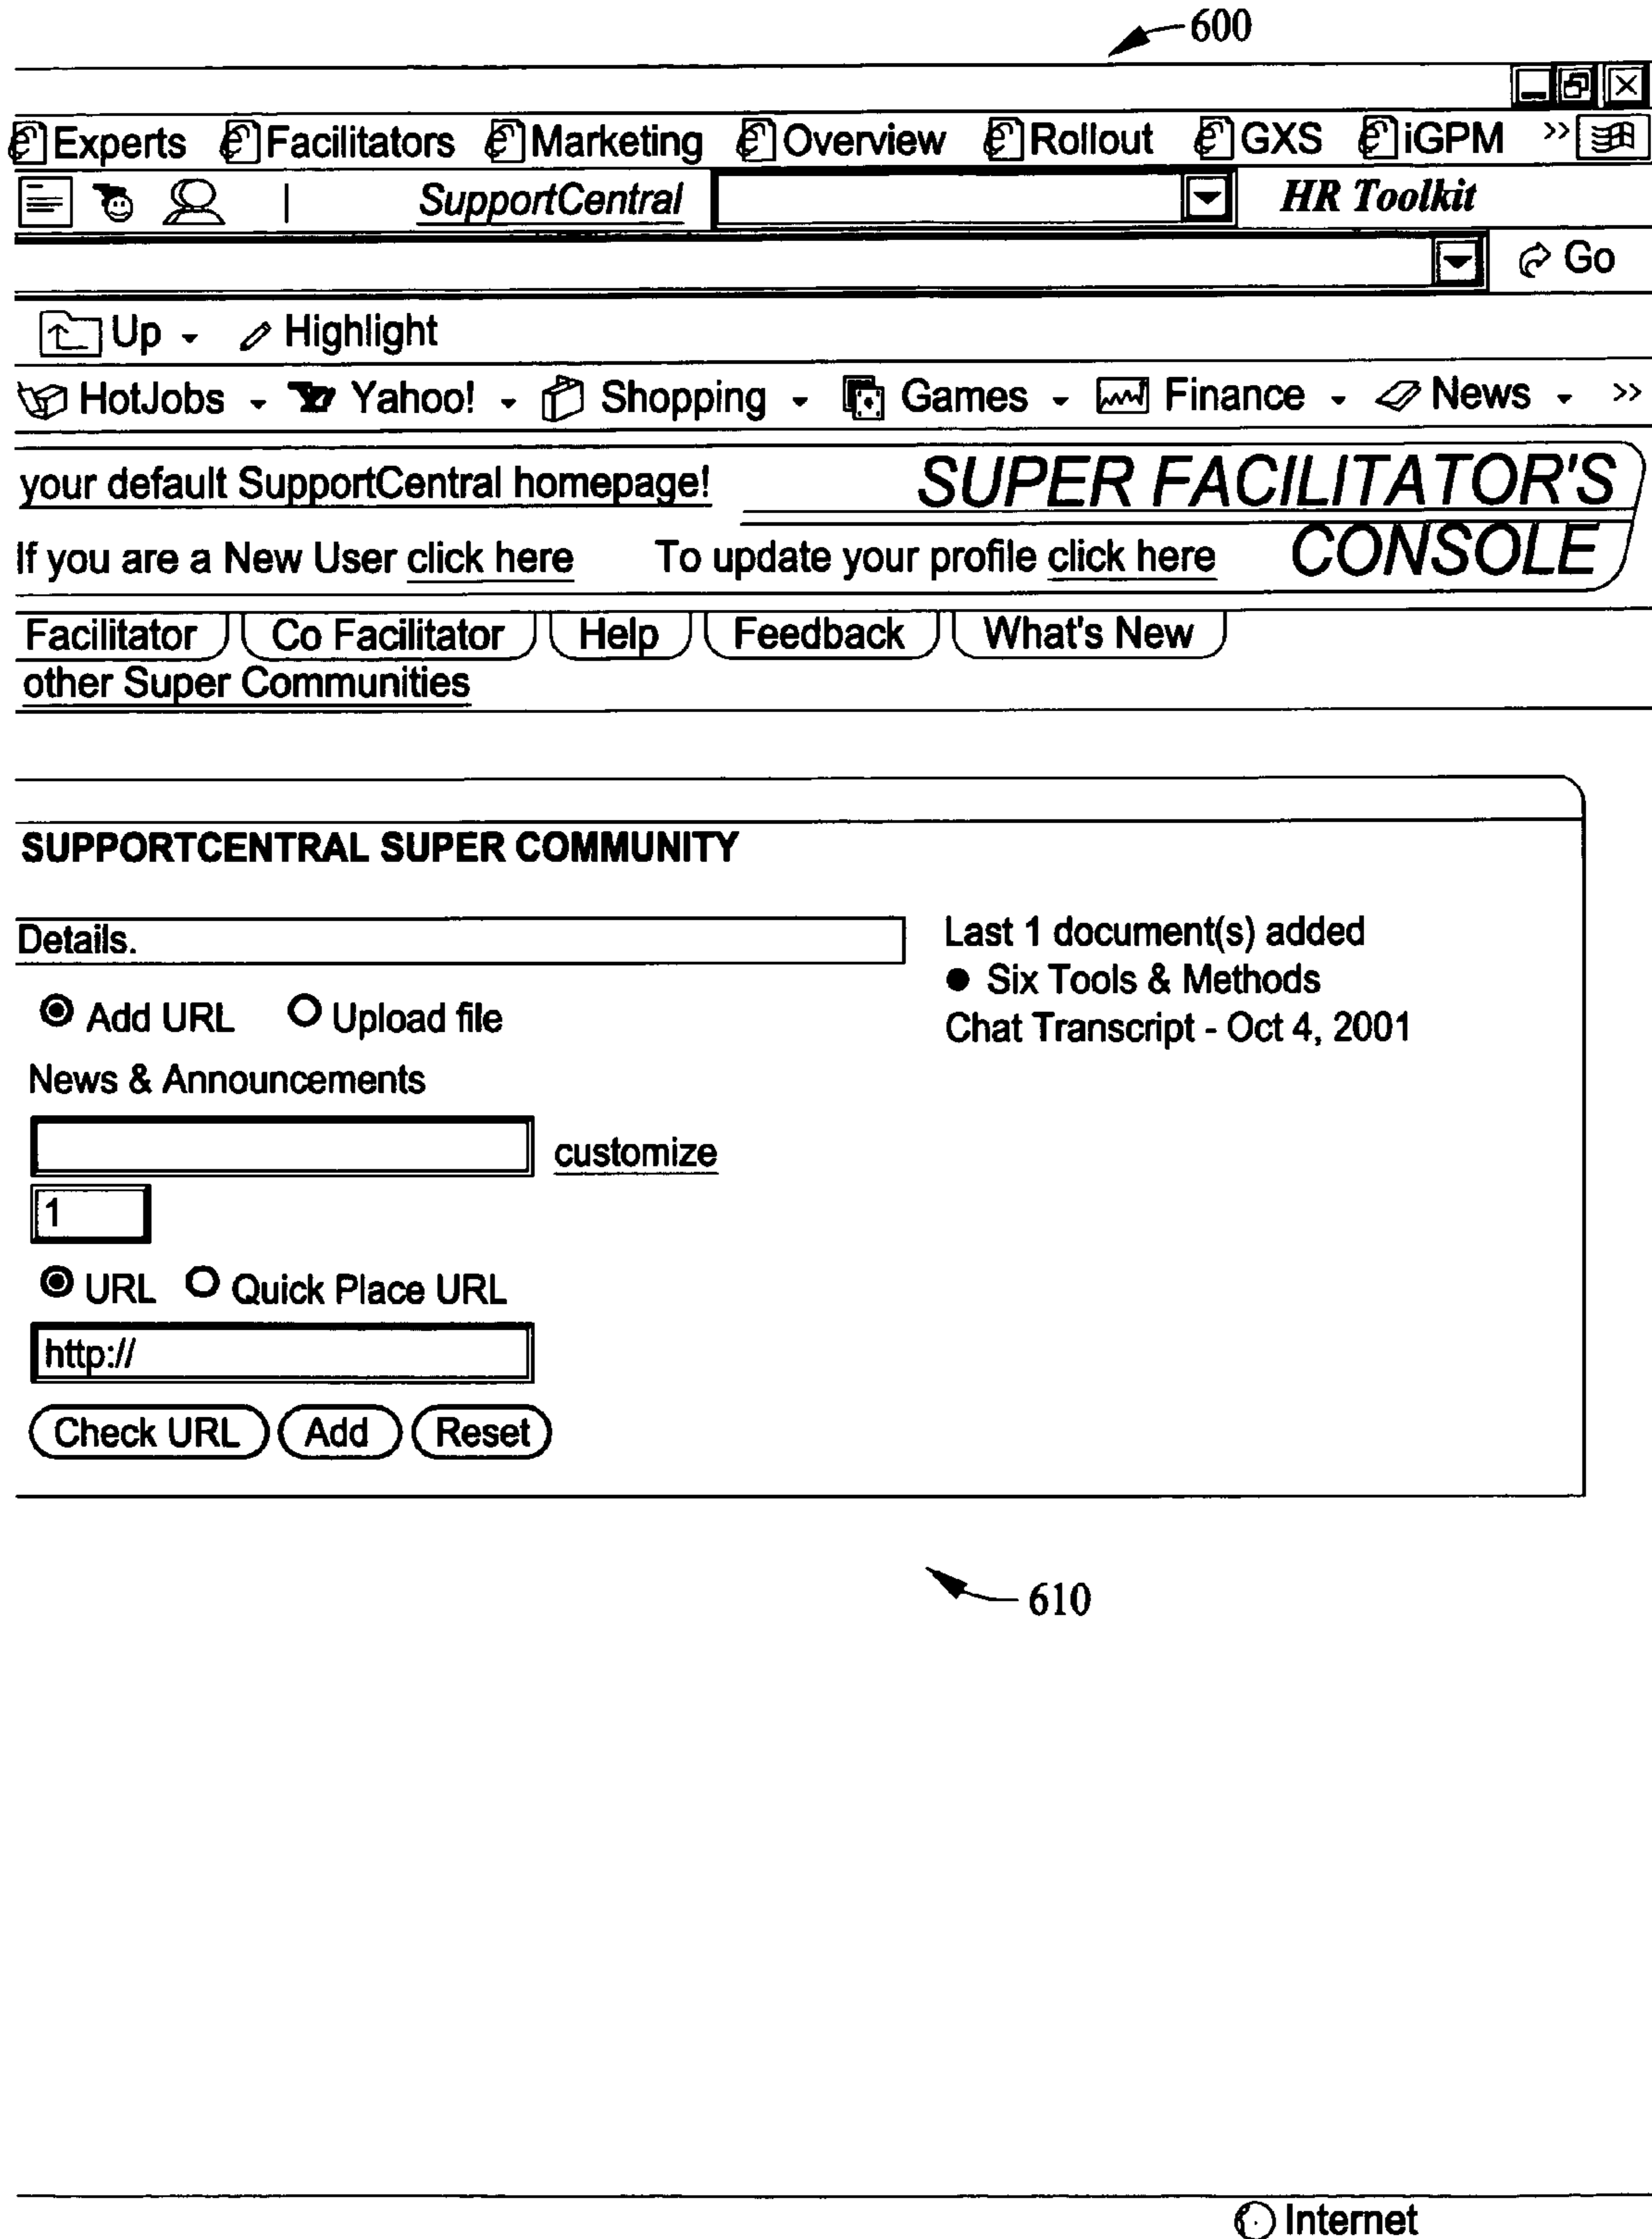 600
Experts Facilitators Marketing Overview Rollout GXS iGPM »
SupportCentral HR Toolkit
Go
Up Highlight
HotJobs - Yahoo! - Shopping - Games - Finance - News - »
your default SupportCentral homepage! SUPER FACILITATOR'S
If you are a New User click here To update your profile click here CONSOLE
Facilitator Co Facilitator Help Feedback What's New
other Super Communities
SUPPORTCENTRAL SUPER COMMUNITY
Details. Last 1 document(s) added
● Six Tools & Methods
Add URL Upload file Chat Transcript - Oct 4, 2001
News & Announcements
customize
1
URL Quick Place URL
http://
Check URL Add Reset
610
Internet